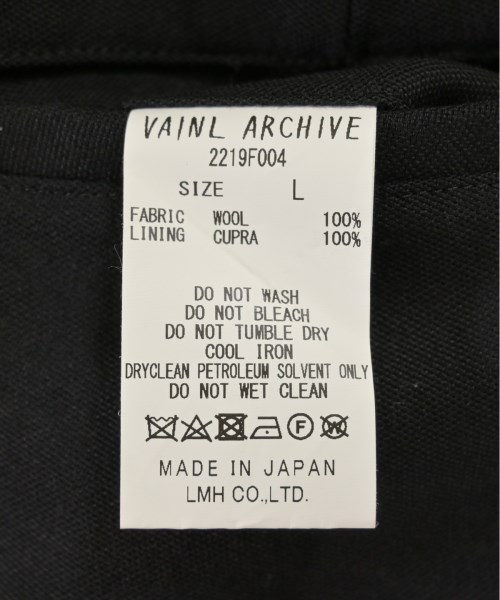 VAINL ARCHIVE
2219F004
SIZE L
FABRIC WOOL 100%
LINING CUPRA 100%
DO NOT WASH
DO NOT BLEACH
DO NOT TUMBLE DRY
COOL IRON
DRYCLEAN PETROLEUM SOLVENT ONLY
DO NOT WET CLEAN
F W
MADE IN JAPAN
LMH CO.,LTD.